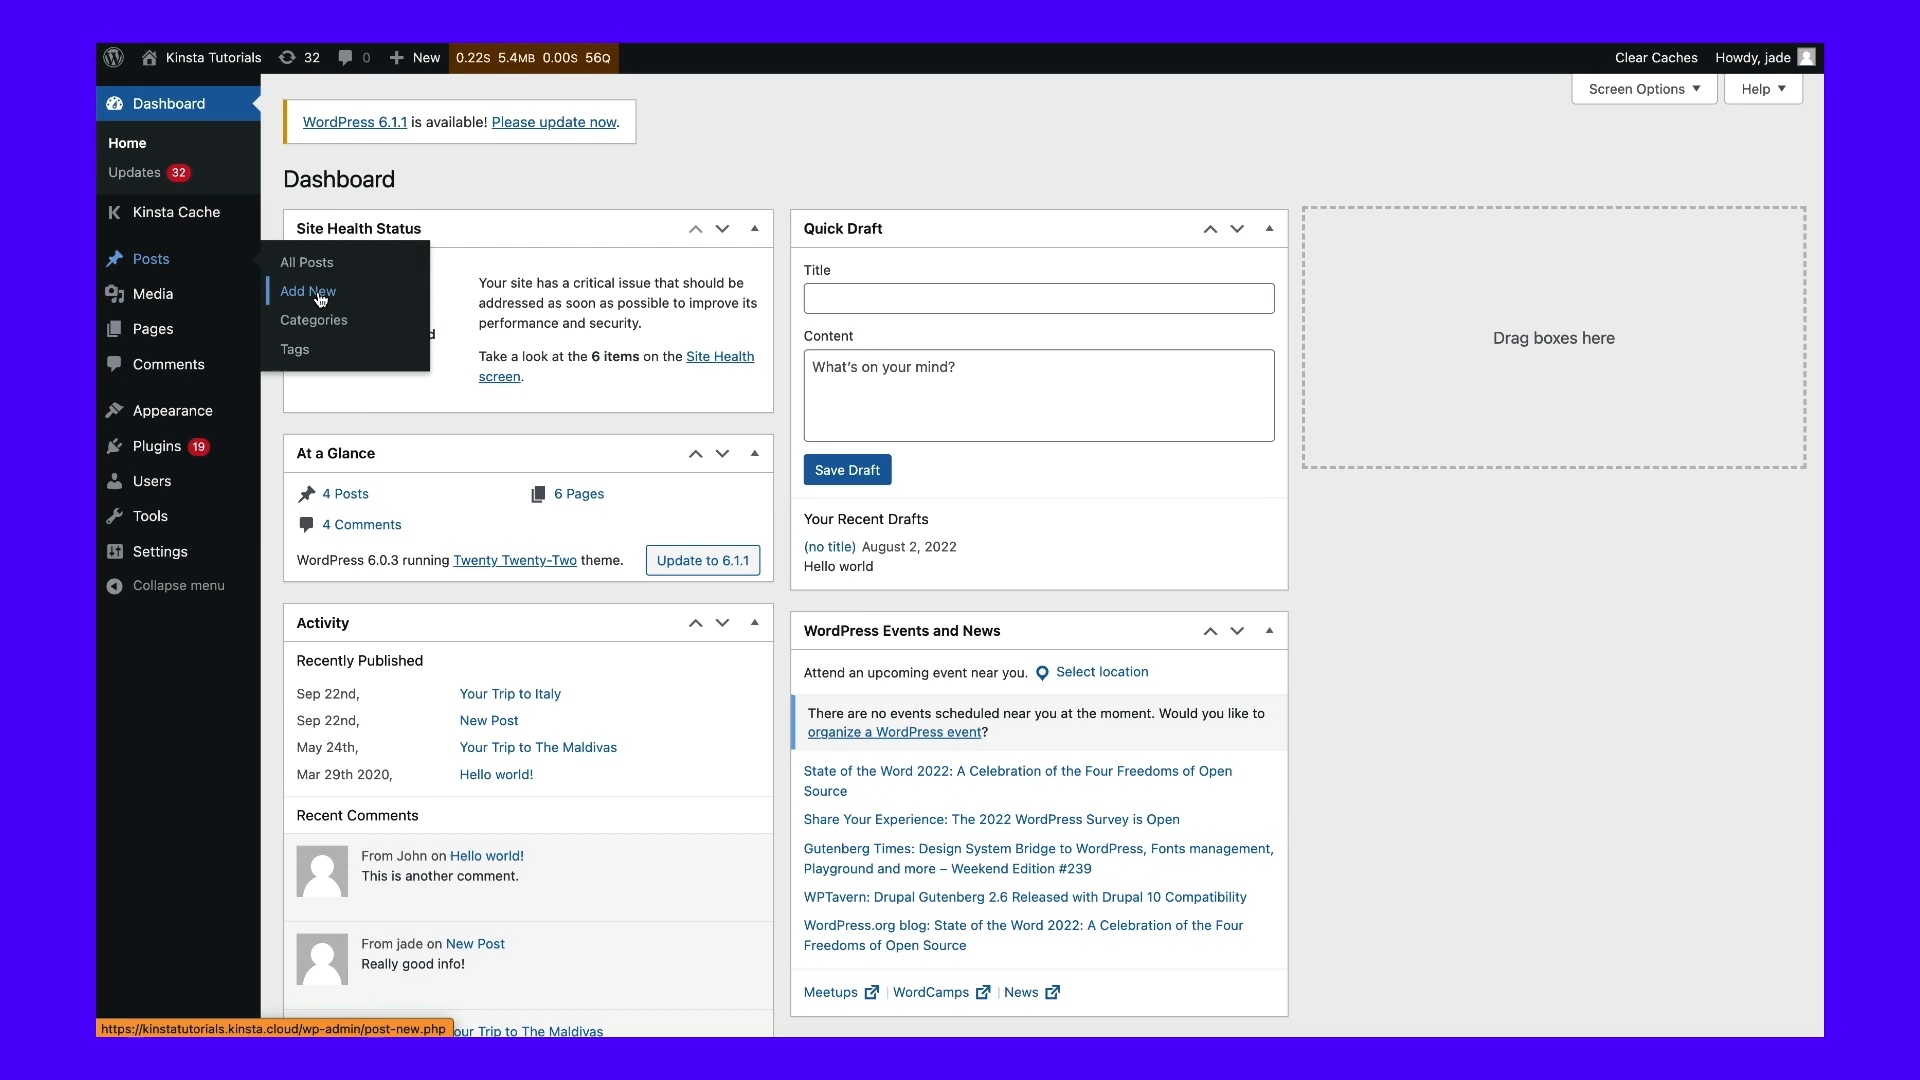 Kinsta Tutorials 32 0 New 0.22S 5.4MB 0.00S 56Q Clear Caches Howdy, jade
Screen Options Help
Dashboard
Home
Updates 32
Kinsta Cache
Posts
Media
Pages
Comments
Appearance
Plugins 19
Users
Tools
Settings
Collapse menu
All Posts
Add New
Categories
Tags
WordPress 6.1.1 is available! Please update now.
Dashboard
Site Health Status
d
Your site has a critical issue that should be
addressed as soon as possible to improve its
performance and security.
Take a look at the 6 items on the Site Health
screen.
At a Glance
4 Posts 6 Pages
4 Comments
WordPress 6.0.3 running Twenty Twenty-Two theme. Update to 6.1.1
Activity
Recently Published
Sep 22nd, Your Trip to Italy
Sep 22nd, New Post
May 24th, Your Trip to The Maldivas
Mar 29th 2020, Hello world!
Recent Comments
From John on Hello world!
This is another comment.
From jade on New Post
Really good info!
our Trip to The Maldivas
Quick Draft
Title
Content
What's on your mind?
Save Draft
Your Recent Drafts
(no title) August 2, 2022
Hello world
WordPress Events and News
Attend an upcoming event near you. Select location
There are no events scheduled near you at the moment. Would you like to
organize a WordPress event?
State of the Word 2022: A Celebration of the Four Freedoms of Open
Source
Share Your Experience: The 2022 WordPress Survey is Open
Gutenberg Times: Design System Bridge to WordPress, Fonts management,
Playground and more – Weekend Edition #239
WPTavern: Drupal Gutenberg 2.6 Released with Drupal 10 Compatibility
WordPress.org blog: State of the Word 2022: A Celebration of the Four
Freedoms of Open Source
Meetups | WordCamps | News
Drag boxes here
https://kinstatutorials.kinsta.cloud/wp-admin/post-new.php